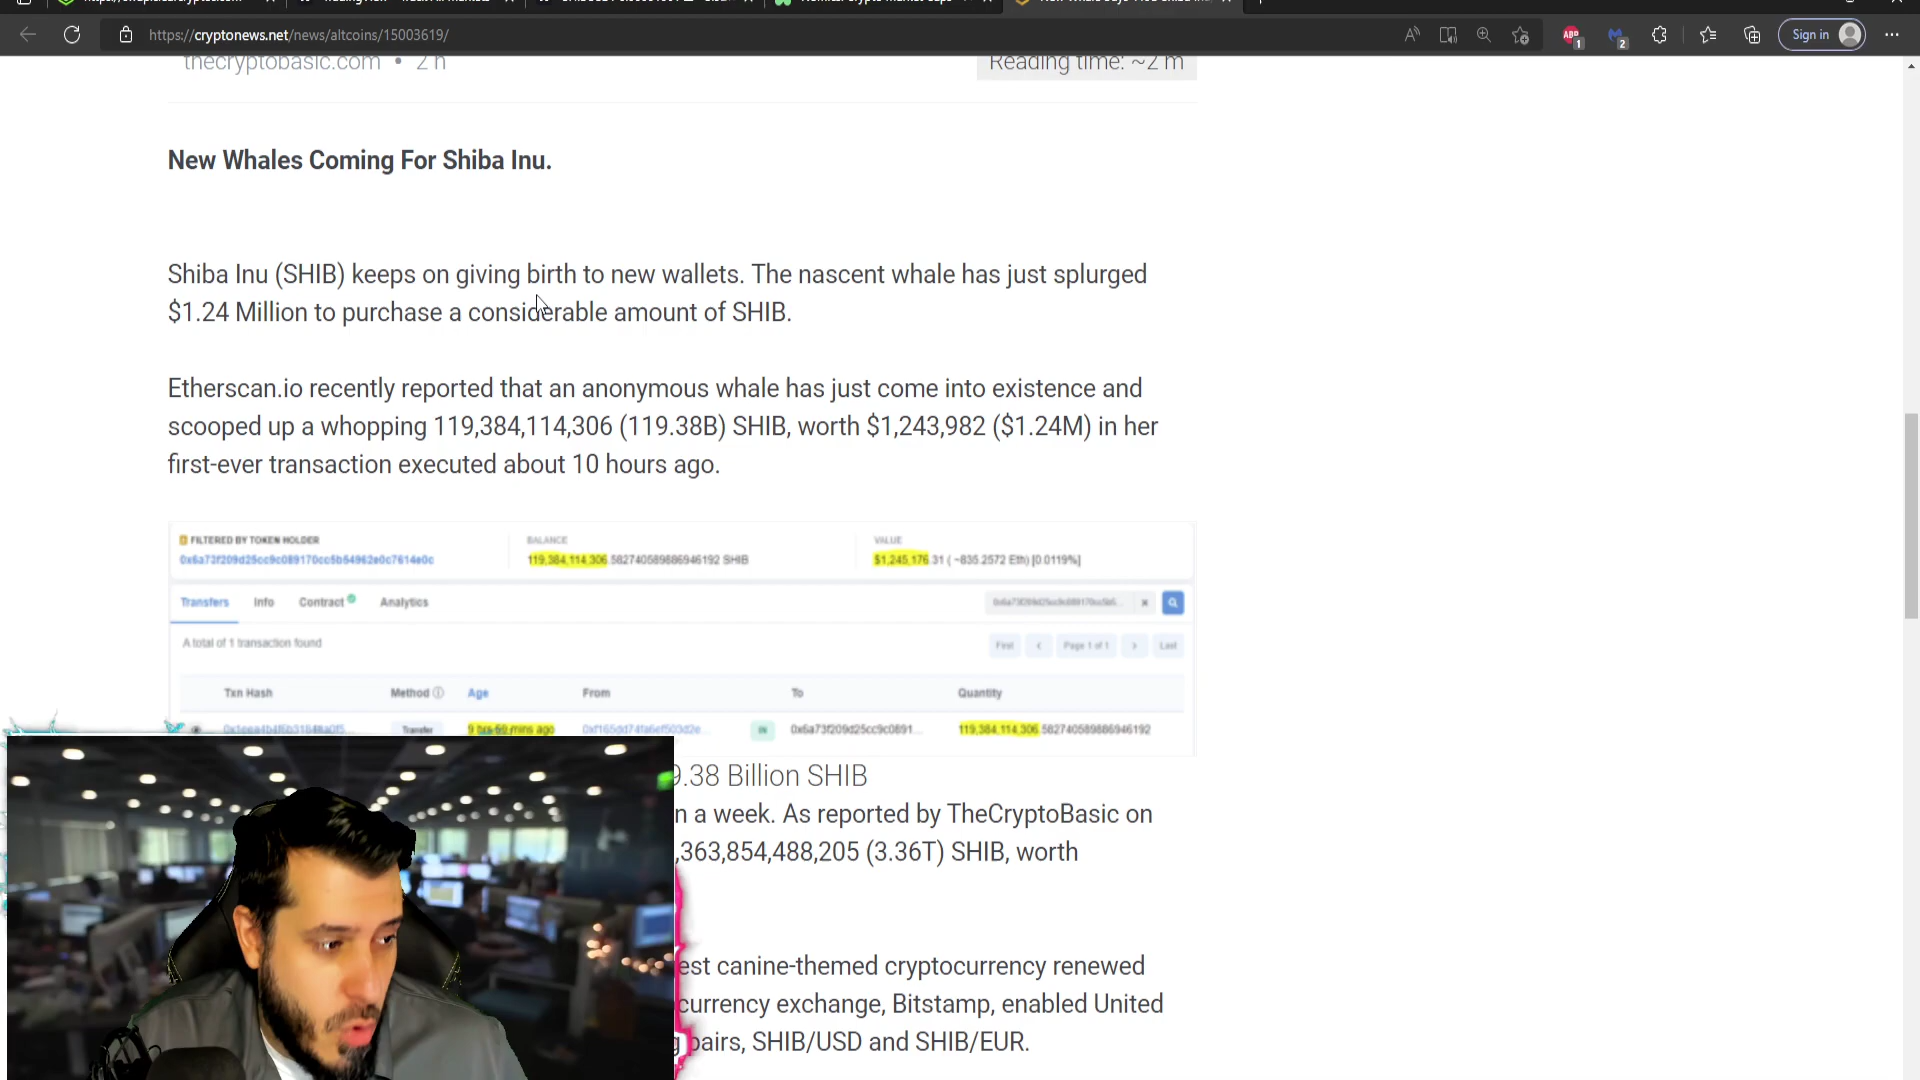 https://cryptonews.net/news/altcoins/15003619/
Sign in
thecryptobasic.com • 2 h
Reading time: ~2 m
New Whales Coming For Shiba Inu.
Shiba Inu (SHIB) keeps on giving birth to new wallets. The nascent whale has just splurged
$1.24 Million to purchase a considerable amount of SHIB.
Etherscan.io recently reported that an anonymous whale has just come into existence and
scooped up a whopping 119,384,114,306 (119.38B) SHIB, worth $1,243,982 ($1.24M) in her
first-ever transaction executed about 10 hours ago.
FILTERED BY TOKEN HOLDER
BALANCE
119,384,114,306.582740589886946192 SHIB
VALUE
$1,245,176.31 ( ~835.2572 Eth) [0.0119%]
Transfers Info Contract Analytics
A total of 1 transaction found
First Page 1 of 1 Last
Txn Hash Method Age From To Quantity
Transfer 9 hrs 59 mins ago IN 0x6a73f209d25cc9c0891... 119,384,114,306.582740589886946192
9.38 Billion SHIB
n a week. As reported by TheCryptoBasic on
,363,854,488,205 (3.36T) SHIB, worth
est canine-themed cryptocurrency renewed
currency exchange, Bitstamp, enabled United
g pairs, SHIB/USD and SHIB/EUR.